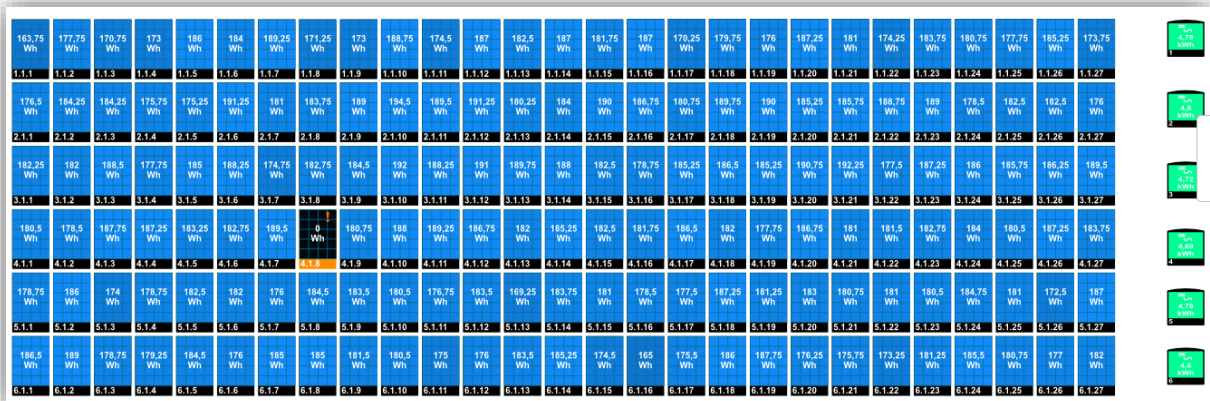 163,75 177,75 170,75 173 186 184 189,25 171,25 173 188,75 174,5 187 182,5 187 181,75 187 170,25 179,75 176 187,25 181 174,25 183,75 180,75 177,75 185,25 173,75
Wh Wh Wh Wh Wh Wh Wh Wh Wh Wh Wh Wh Wh Wh Wh Wh Wh Wh Wh Wh Wh Wh Wh Wh Wh Wh Wh
4,78
kWh
1.1.1 1.1.2 1.1.3 1.1.4 1.1.5 1.1.6 1.1.7 1.1.8 1.1.9 1.1.10 1.1.11 1.1.12 1.1.13 1.1.14 1.1.15 1.1.16 1.1.17 1.1.18 1.1.19 1.1.20 1.1.21 1.1.22 1.1.23 1.1.24 1.1.25 1.1.26 1.1.27
1
176,5 184,25 184,25 175,75 175,25 191,25 181 183,75 189 194,5 189,5 191,25 180,25 184 190 186,75 180,75 189,75 190 185,25 185,75 188,75 189 178,5 182,5 182,5 176
Wh Wh Wh Wh Wh Wh Wh Wh Wh Wh Wh Wh Wh Wh Wh Wh Wh Wh Wh Wh Wh Wh Wh Wh Wh Wh Wh
4,9
kWh
2.1.1 2.1.2 2.1.3 2.1.4 2.1.5 2.1.6 2.1.7 2.1.8 2.1.9 2.1.10 2.1.11 2.1.12 2.1.13 2.1.14 2.1.15 2.1.16 2.1.17 2.1.18 2.1.19 2.1.20 2.1.21 2.1.22 2.1.23 2.1.24 2.1.25 2.1.26 2.1.27
2
182,25 182 188,5 177,75 185 188,25 174,75 182,75 184,5 192 188,25 191 189,75 188 182,5 178,75 185,25 186,5 185,25 190,75 192,25 177,5 187,25 186 185,75 186,25 189,5
Wh Wh Wh Wh Wh Wh Wh Wh Wh Wh Wh Wh Wh Wh Wh Wh Wh Wh Wh Wh Wh Wh Wh Wh Wh Wh Wh
4,72
kWh
3.1.1 3.1.2 3.1.3 3.1.4 3.1.5 3.1.6 3.1.7 3.1.8 3.1.9 3.1.10 3.1.11 3.1.12 3.1.13 3.1.14 3.1.15 3.1.16 3.1.17 3.1.18 3.1.19 3.1.20 3.1.21 3.1.22 3.1.23 3.1.24 3.1.25 3.1.26 3.1.27
3
!
180,5 178,5 187,75 187,25 183,25 182,75 189,5 0 180,75 188 189,25 186,75 182 185,25 182,5 181,75 186,5 182 177,75 186,75 181 181,5 182,75 184 180,5 187,25 183,75
Wh Wh Wh Wh Wh Wh Wh Wh Wh Wh Wh Wh Wh Wh Wh Wh Wh Wh Wh Wh Wh Wh Wh Wh Wh Wh Wh
4,69
kWh
4.1.1 4.1.2 4.1.3 4.1.4 4.1.5 4.1.6 4.1.7 4.1.8 4.1.9 4.1.10 4.1.11 4.1.12 4.1.13 4.1.14 4.1.15 4.1.16 4.1.17 4.1.18 4.1.19 4.1.20 4.1.21 4.1.22 4.1.23 4.1.24 4.1.25 4.1.26 4.1.27
4
178,75 186 174 178,75 182,5 182 176 184,5 183,5 180,5 176,75 183,5 169,25 183,75 181 178,5 177,5 187,25 181,25 183 180,75 181 180,5 184,75 181 172,5 187
Wh Wh Wh Wh Wh Wh Wh Wh Wh Wh Wh Wh Wh Wh Wh Wh Wh Wh Wh Wh Wh Wh Wh Wh Wh Wh Wh
4,78
kWh
5.1.1 5.1.2 5.1.3 5.1.4 5.1.5 5.1.6 5.1.7 5.1.8 5.1.9 5.1.10 5.1.11 5.1.12 5.1.13 5.1.14 5.1.15 5.1.16 5.1.17 5.1.18 5.1.19 5.1.20 5.1.21 5.1.22 5.1.23 5.1.24 5.1.25 5.1.26 5.1.27
5
186,5 189 178,75 179,25 184,5 176 185 185 181,5 180,5 175 176 183,5 185,25 174,5 165 175,5 186 187,75 176,25 175,75 173,25 181,25 185,5 180,75 177 182
Wh Wh Wh Wh Wh Wh Wh Wh Wh Wh Wh Wh Wh Wh Wh Wh Wh Wh Wh Wh Wh Wh Wh Wh Wh Wh Wh
4,6
kWh
6.1.1 6.1.2 6.1.3 6.1.4 6.1.5 6.1.6 6.1.7 6.1.8 6.1.9 6.1.10 6.1.11 6.1.12 6.1.13 6.1.14 6.1.15 6.1.16 6.1.17 6.1.18 6.1.19 6.1.20 6.1.21 6.1.22 6.1.23 6.1.24 6.1.25 6.1.26 6.1.27
6